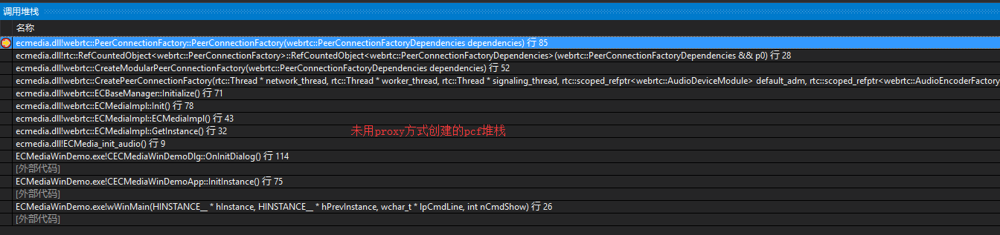 调用堆栈
名称
ecmedia.dll!webrtc::PeerConnectionFactory::PeerConnectionFactory(webrtc::PeerConnectionFactoryDependencies dependencies) 行 85
ecmedia.dll!rtc::RefCountedObject<webrtc::PeerConnectionFactory>::RefCountedObject<webrtc::PeerConnectionFactoryDependencies>(webrtc::PeerConnectionFactoryDependencies && p0) 行 28
ecmedia.dll!webrtc::CreateModularPeerConnectionFactory(webrtc::PeerConnectionFactoryDependencies dependencies) 行 52
ecmedia.dll!webrtc::CreatePeerConnectionFactory(rtc::Thread * network_thread, rtc::Thread * worker_thread, rtc::Thread * signaling_thread, rtc::scoped_refptr<webrtc::AudioDeviceModule> default_adm, rtc::scoped_refptr<webrtc::AudioEncoderFactory
ecmedia.dll!webrtc::ECBaseManager::Initialize() 行 71
ecmedia.dll!webrtc::ECMediaImpl::Init() 行 78
ecmedia.dll!webrtc::ECMediaImpl::ECMediaImpl() 行 43
ecmedia.dll!webrtc::ECMediaImpl::GetInstance() 行 32 未用proxy方式创建的pcf堆栈
ecmedia.dll!ECMedia_init_audio() 行 9
ECMediaWinDemo.exe!CECMediaWinDemoDlg::OnInitDialog() 行 114
[外部代码]
ECMediaWinDemo.exe!CECMediaWinDemoApp::InitInstance() 行 75
[外部代码]
ECMediaWinDemo.exe!wWinMain(HINSTANCE__ * hInstance, HINSTANCE__ * hPrevInstance, wchar_t * lpCmdLine, int nCmdShow) 行 26
[外部代码]